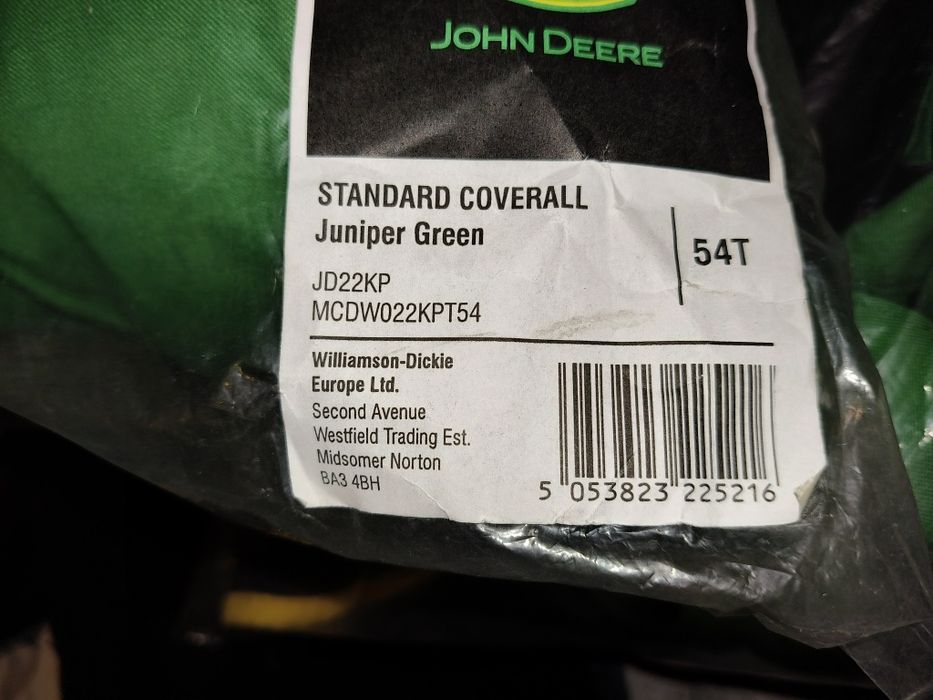 JOHN DEERE
STANDARD COVERALL
Juniper Green
54T
JD22KP
MCDW022KPT54
Williamson-Dickie
Europe Ltd.
Second Avenue
Westfield Trading Est.
Midsomer Norton
BA3 4BH
5 053823 225216